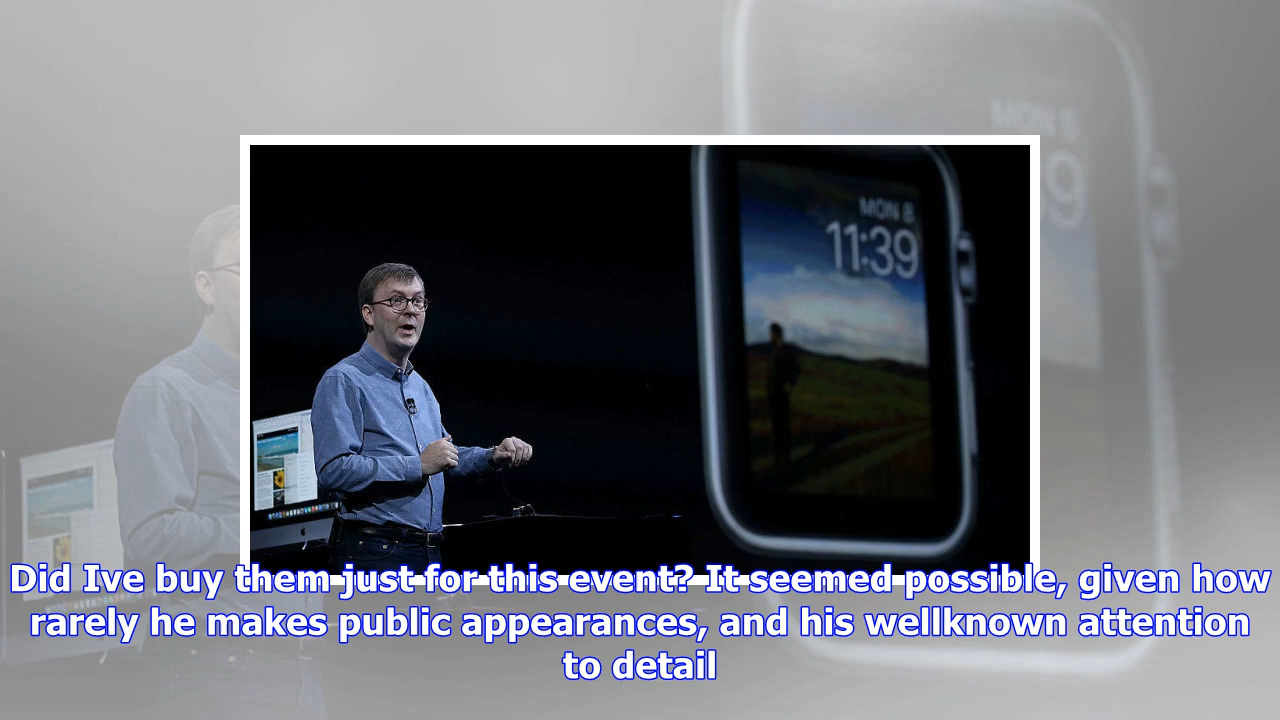 MON 8
11:39
Did Ive buy them just for this event? It seemed possible, given how
rarely he makes public appearances, and his wellknown attention
to detail